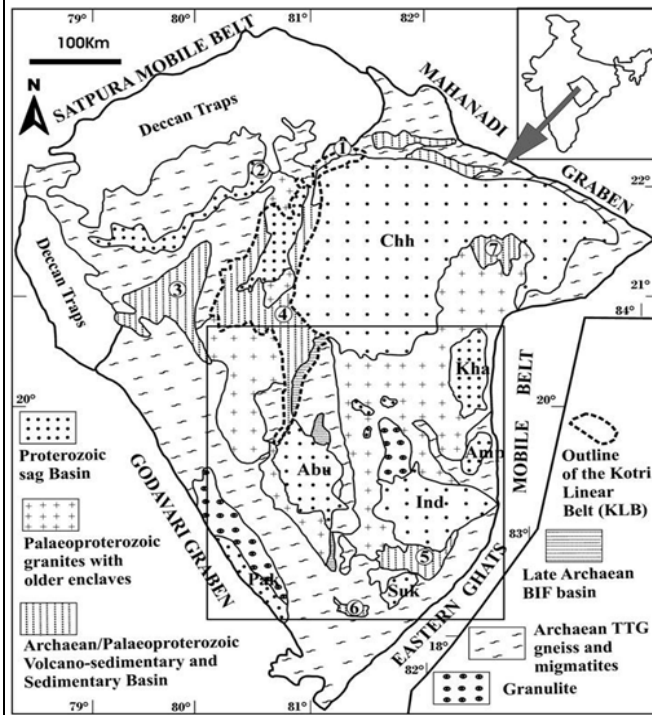 79°
80°
81°
82°
100Km
N
SATPURA MOBILE BELT
Deccan Traps
MAHANADI
GRABEN
1
2
22°
Chh
Deccan Traps
7
3
21°
4
84°
Kha
20°
20°
MOBILE BELT
Proterozoic
sag Basin
Abu
Amp
Outline
of the Kotri
Linear
Belt (KLB)
GODAVARI GRABEN
Ind
Palaeoproterozoic
granites with
older enclaves
83°
Late Archaean
BIF basin
5
Pak
Suk
EASTERN GHATS
Archaean/Palaeoproterozoic
Volcano-sedimentary and
Sedimentary Basin
6
18°
Archaean TTG
gneiss and
migmatites
82°
Granulite
79°
80°
81°